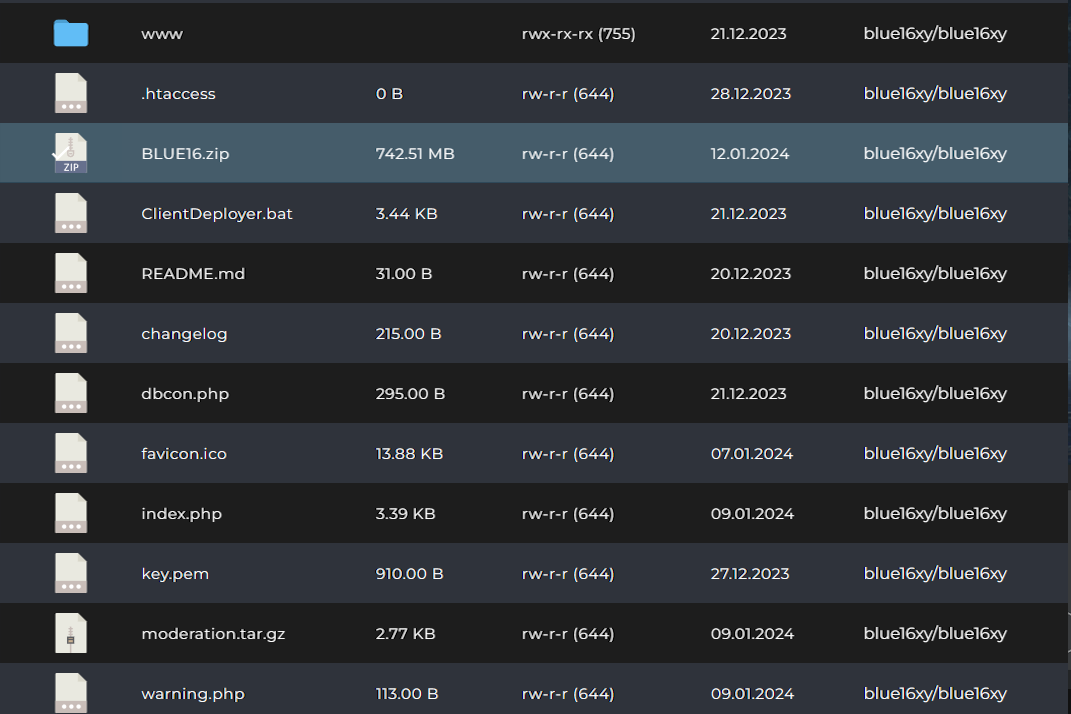 www rwx-rx-rx (755) 21.12.2023 blue16xy/blue16xy
.htaccess 0 B rw-r-r (644) 28.12.2023 blue16xy/blue16xy
ZIP BLUE16.zip 742.51 MB rw-r-r (644) 12.01.2024 blue16xy/blue16xy
ClientDeployer.bat 3.44 KB rw-r-r (644) 21.12.2023 blue16xy/blue16xy
README.md 31.00 B rw-r-r (644) 20.12.2023 blue16xy/blue16xy
changelog 215.00 B rw-r-r (644) 20.12.2023 blue16xy/blue16xy
dbcon.php 295.00 B rw-r-r (644) 21.12.2023 blue16xy/blue16xy
favicon.ico 13.88 KB rw-r-r (644) 07.01.2024 blue16xy/blue16xy
index.php 3.39 KB rw-r-r (644) 09.01.2024 blue16xy/blue16xy
key.pem 910.00 B rw-r-r (644) 27.12.2023 blue16xy/blue16xy
moderation.tar.gz 2.77 KB rw-r-r (644) 09.01.2024 blue16xy/blue16xy
warning.php 113.00 B rw-r-r (644) 09.01.2024 blue16xy/blue16xy